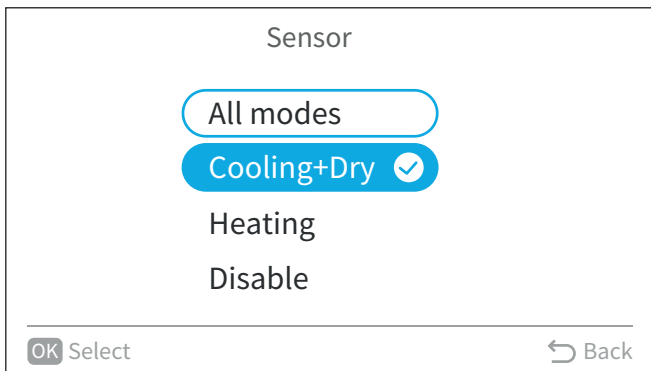 Sensor
All modes
Cooling+Dry
Heating
Disable
OK Select
Back